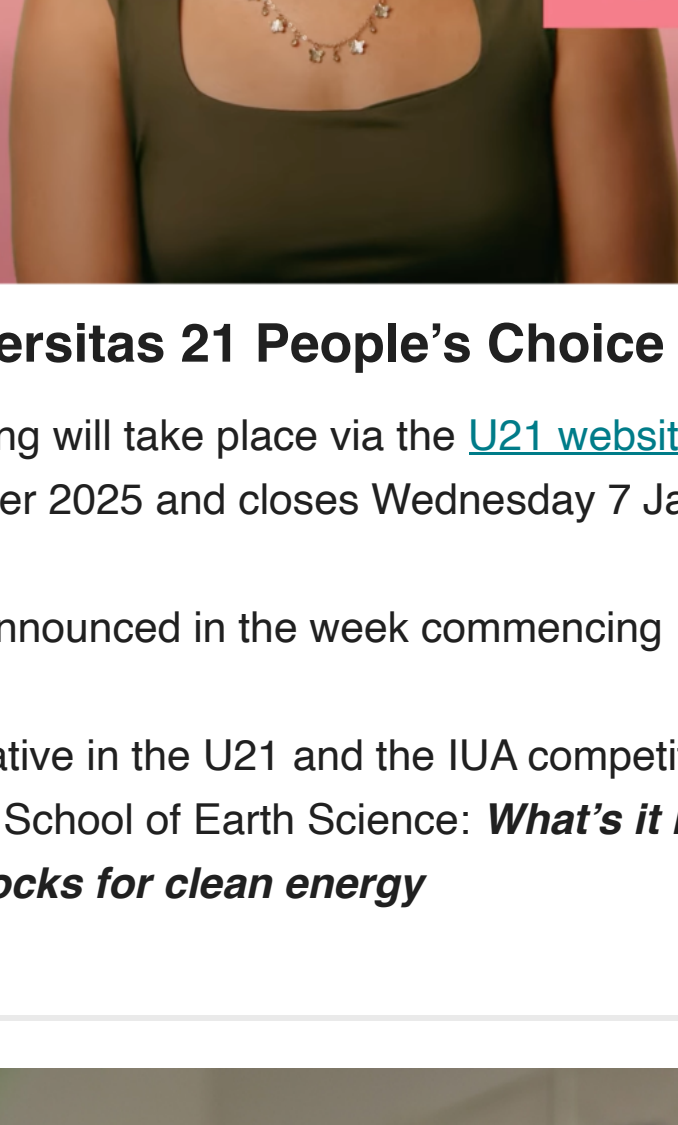 ersitas 21 People’s Choice
ng will take place via the U21 websit
er 2025 and closes Wednesday 7 Ja
nnounced in the week commencing
ative in the U21 and the IUA competit
School of Earth Science: What’s it
ocks for clean energy